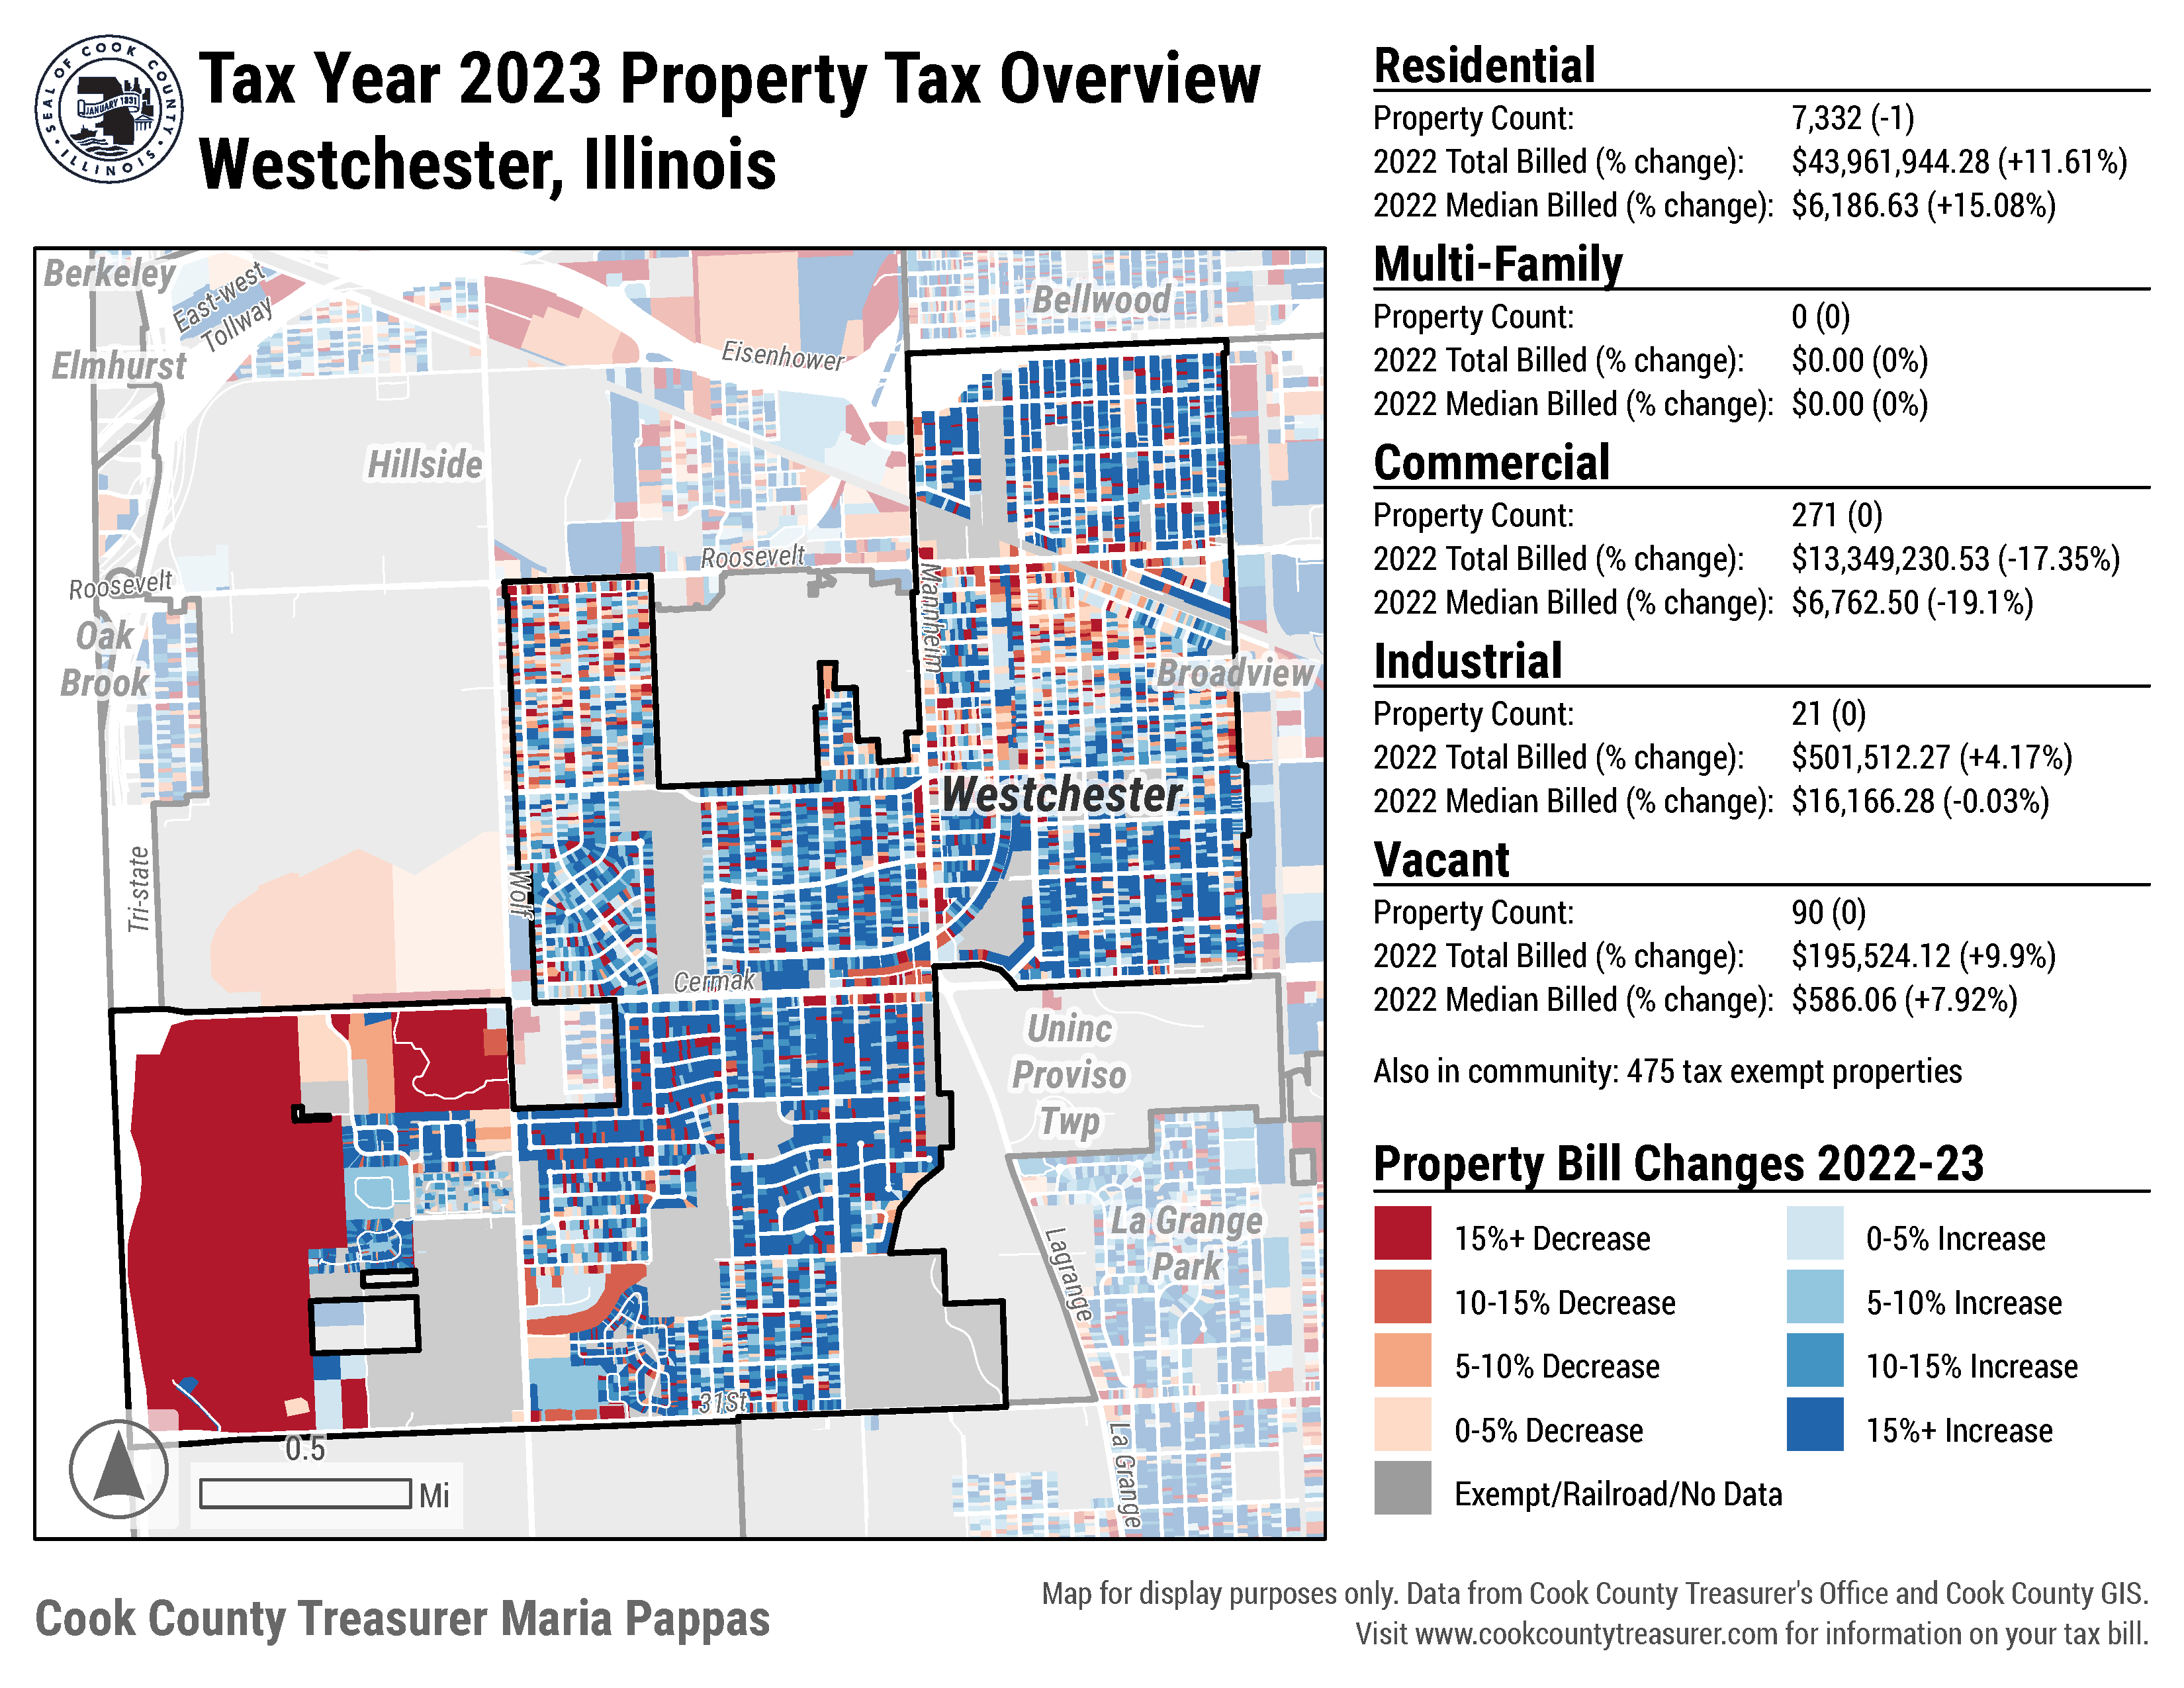 SEAL OF COOK COUNTY
JANUARY 1831
ILLINOIS
Tax Year 2023 Property Tax Overview
Westchester, Illinois
Berkeley
East-west
Tollway
Elmhurst
Eisenhower
Bellwood
Hillside
Roosevelt
Roosevelt
Mannheim
Oak
Brook
Broadview
Westchester
Tri-state
Wolf
Cermak
Uninc
Proviso
Twp
La Grange
Park
Lagrange
31St
La Grange
0.5
Mi
Residential
Property Count: 7,332 (-1)
2022 Total Billed (% change): $43,961,944.28 (+11.61%)
2022 Median Billed (% change): $6,186.63 (+15.08%)
Multi-Family
Property Count: 0 (0)
2022 Total Billed (% change): $0.00 (0%)
2022 Median Billed (% change): $0.00 (0%)
Commercial
Property Count: 271 (0)
2022 Total Billed (% change): $13,349,230.53 (-17.35%)
2022 Median Billed (% change): $6,762.50 (-19.1%)
Industrial
Property Count: 21 (0)
2022 Total Billed (% change): $501,512.27 (+4.17%)
2022 Median Billed (% change): $16,166.28 (-0.03%)
Vacant
Property Count: 90 (0)
2022 Total Billed (% change): $195,524.12 (+9.9%)
2022 Median Billed (% change): $586.06 (+7.92%)
Also in community: 475 tax exempt properties
Property Bill Changes 2022-23
15%+ Decrease
0-5% Increase
10-15% Decrease
5-10% Increase
5-10% Decrease
10-15% Increase
0-5% Decrease
15%+ Increase
Exempt/Railroad/No Data
Cook County Treasurer Maria Pappas
Map for display purposes only. Data from Cook County Treasurer's Office and Cook County GIS.
Visit www.cookcountytreasurer.com for information on your tax bill.